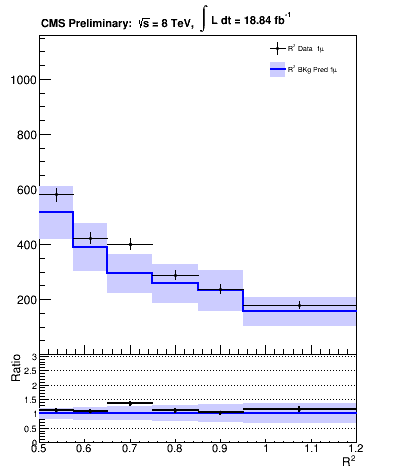 CMS Preliminary: √s = 8 TeV, ∫ L dt = 18.84 fb⁻¹
R² Data 1μ
R² BKg Pred 1μ
1000
800
600
400
200
Ratio
3
2.5
2
1.5
1
0.5
0
0.5 0.6 0.7 0.8 0.9 1 1.1 1.2
R²